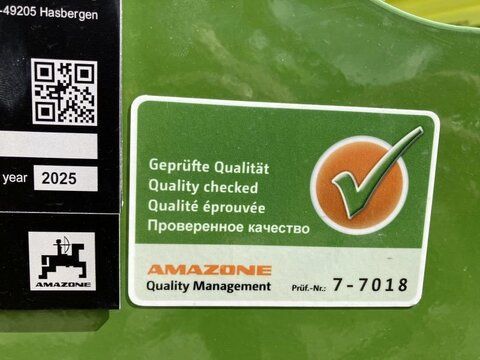 -49205 Hasbergen
year 2025
AMAZONE
Geprüfte Qualität
Quality checked
Qualité éprouvée
Проверенное качество
AMAZONE
Quality Management Prüf.-Nr.: 7-7018